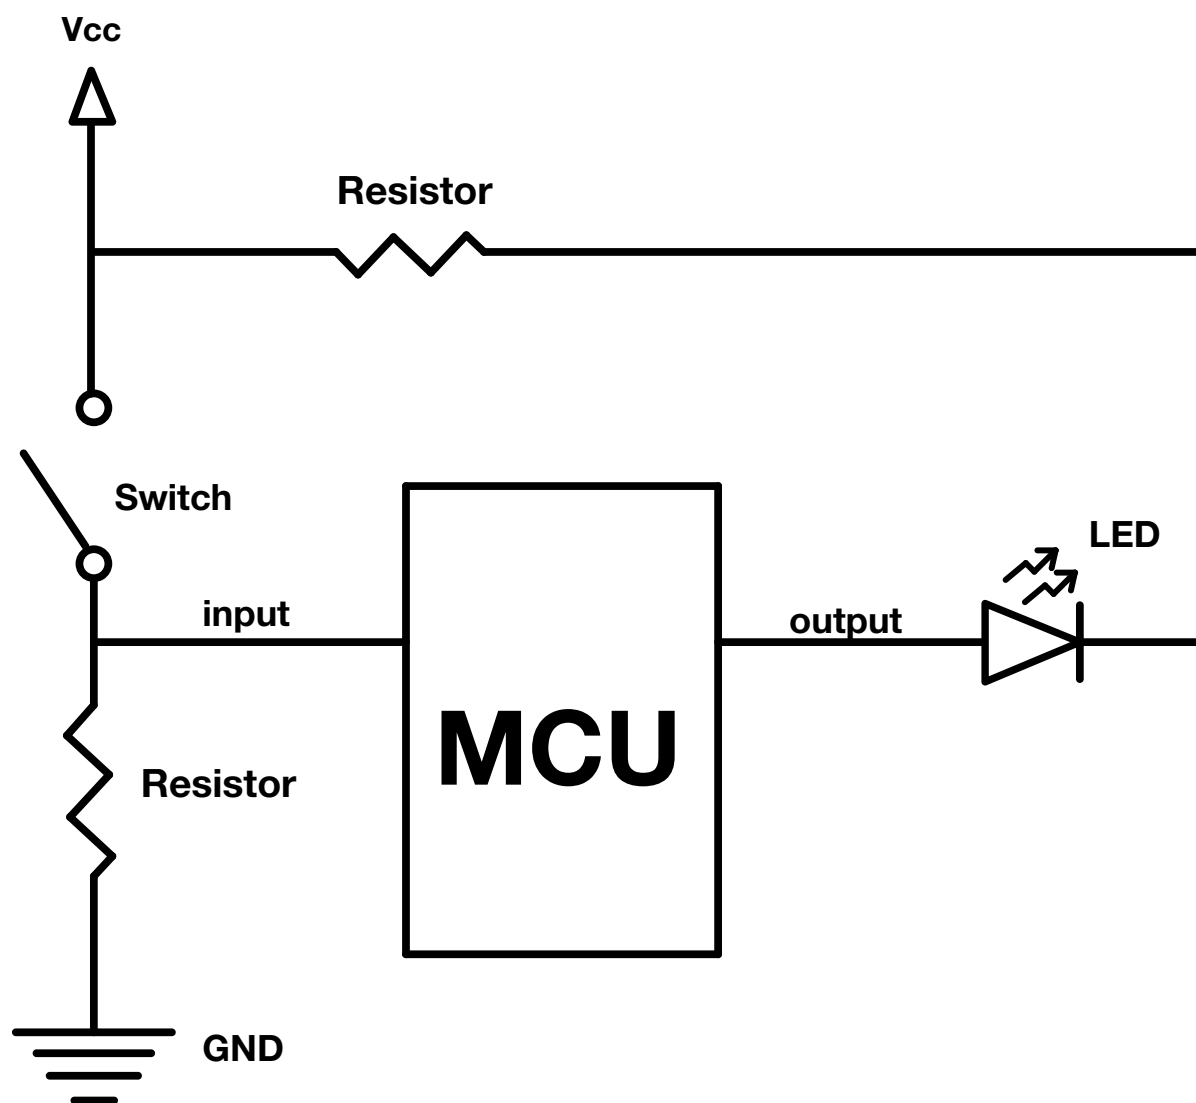 Vcc
Resistor
Switch
LED
input
output
MCU
Resistor
GND